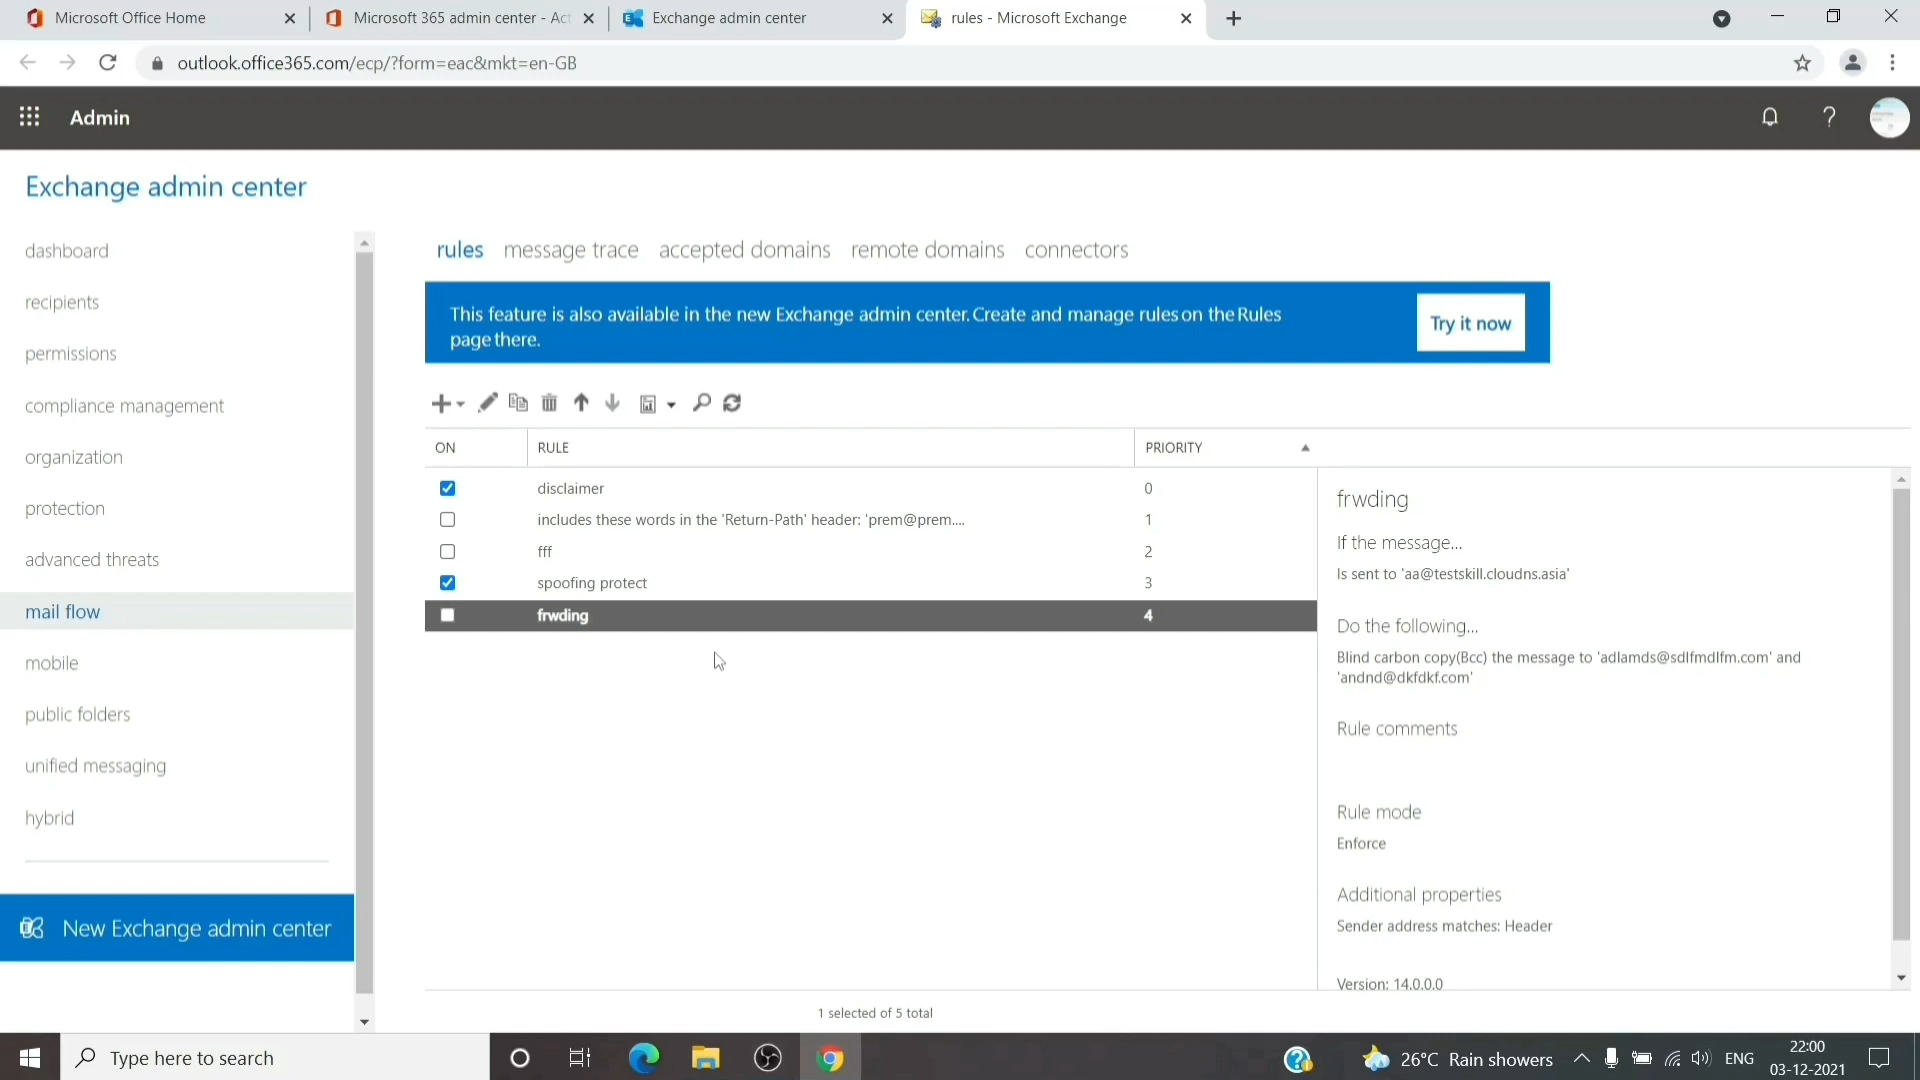 Microsoft Office Home
Microsoft 365 admin center - Act
Exchange admin center
rules - Microsoft Exchange
outlook.office365.com/ecp/?form=eac&mkt=en-GB
Admin
?
Exchange admin center
dashboard
recipients
permissions
compliance management
organization
protection
advanced threats
mail flow
mobile
public folders
unified messaging
hybrid
New Exchange admin center
rules message trace accepted domains remote domains connectors
This feature is also available in the new Exchange admin center. Create and manage rules on the Rules
page there.
Try it now
ON RULE PRIORITY
disclaimer 0
includes these words in the 'Return-Path' header: 'prem@prem.... 1
fff 2
spoofing protect 3
frwding 4
frwding
If the message...
Is sent to 'aa@testskill.cloudns.asia'
Do the following...
Blind carbon copy(Bcc) the message to 'adlamds@sdlfmdlfm.com' and
'andnd@dkfdkf.com'
Rule comments
Rule mode
Enforce
Additional properties
Sender address matches: Header
Version: 14.0.0.0
1 selected of 5 total
Type here to search
26°C Rain showers
ENG
22:00
03-12-2021